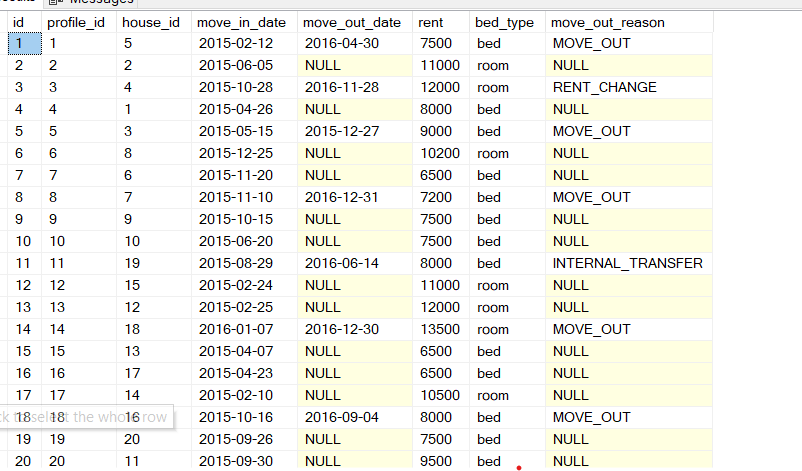 Messages
id profile_id house_id move_in_date move_out_date rent bed_type move_out_reason
1 1 5 2015-02-12 2016-04-30 7500 bed MOVE_OUT
2 2 2 2015-06-05 NULL 11000 room NULL
3 3 4 2015-10-28 2016-11-28 12000 room RENT_CHANGE
4 4 1 2015-04-26 NULL 8000 bed NULL
5 5 3 2015-05-15 2015-12-27 9000 bed MOVE_OUT
6 6 8 2015-12-25 NULL 10200 room NULL
7 7 6 2015-11-20 NULL 6500 bed NULL
8 8 7 2015-11-10 2016-12-31 7200 bed MOVE_OUT
9 9 9 2015-10-15 NULL 7500 bed NULL
10 10 10 2015-06-20 NULL 7500 bed NULL
11 11 19 2015-08-29 2016-06-14 8000 bed INTERNAL_TRANSFER
12 12 15 2015-02-24 NULL 11000 room NULL
13 13 12 2015-02-25 NULL 12000 room NULL
14 14 18 2016-01-07 2016-12-30 13500 room MOVE_OUT
15 15 13 2015-04-07 NULL 6500 bed NULL
16 16 17 2015-04-23 NULL 6500 bed NULL
17 17 14 2015-02-10 NULL 10500 room NULL
18 18 16 2015-10-16 2016-09-04 8000 bed MOVE_OUT
to select the whole row
19 19 20 2015-09-26 NULL 7500 bed NULL
20 20 11 2015-09-30 NULL 9500 bed NULL